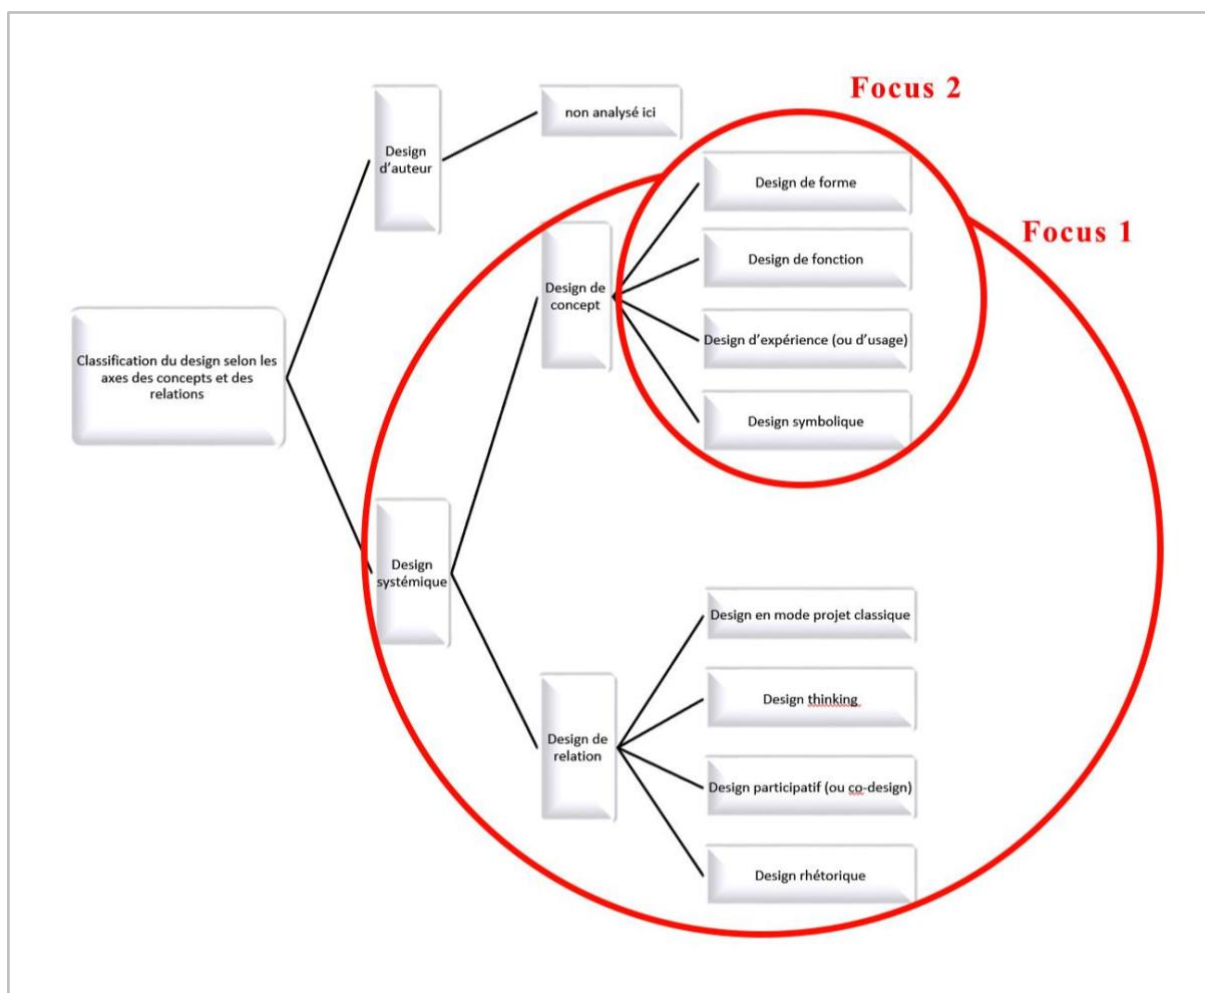 Focus 2
Focus 1
Classification du design selon les
axes des concepts et des
relations
Design
d'auteur
non analysé ici
Design
systémique
Design de
concept
Design de forme
Design de fonction
Design d'expérience (ou d'usage)
Design symbolique
Design de
relation
Design en mode projet classique
Design thinking
Design participatif (ou co-design)
Design rhétorique